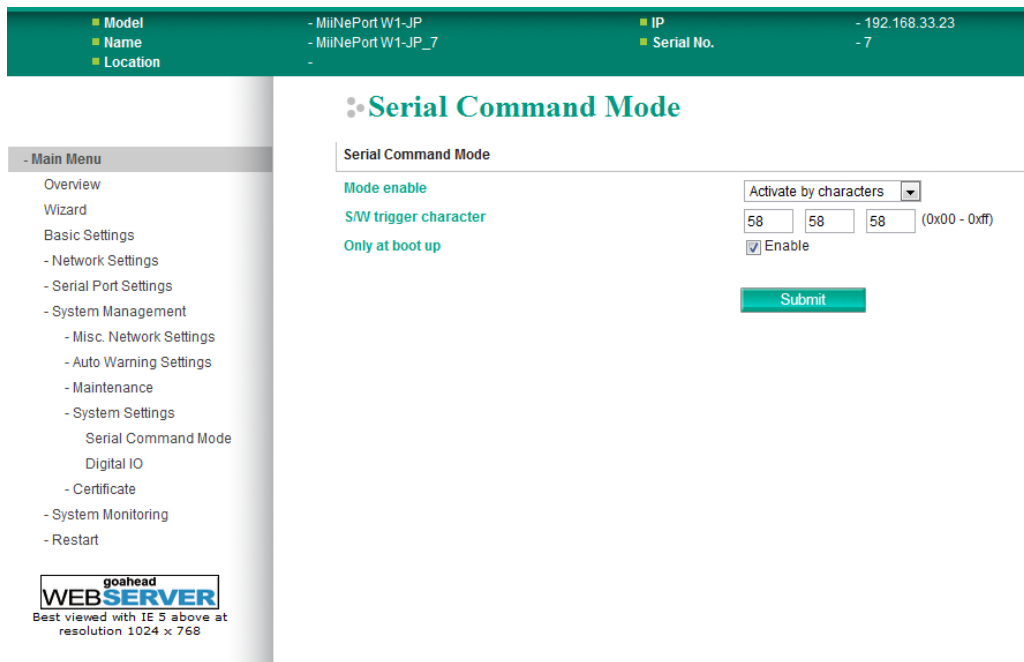 Model - MiiNePort W1-JP IP - 192.168.33.23
Name - MiiNePort W1-JP_7 Serial No. - 7
Location -
Serial Command Mode
- Main Menu
Overview
Wizard
Basic Settings
- Network Settings
- Serial Port Settings
- System Management
- Misc. Network Settings
- Auto Warning Settings
- Maintenance
- System Settings
Serial Command Mode
Digital IO
- Certificate
- System Monitoring
- Restart
goahead
WEBSERVER
Best viewed with IE 5 above at
resolution 1024 x 768
Serial Command Mode
Mode enable Activate by characters
S/W trigger character 58 58 58 (0x00 - 0xff)
Only at boot up Enable
Submit